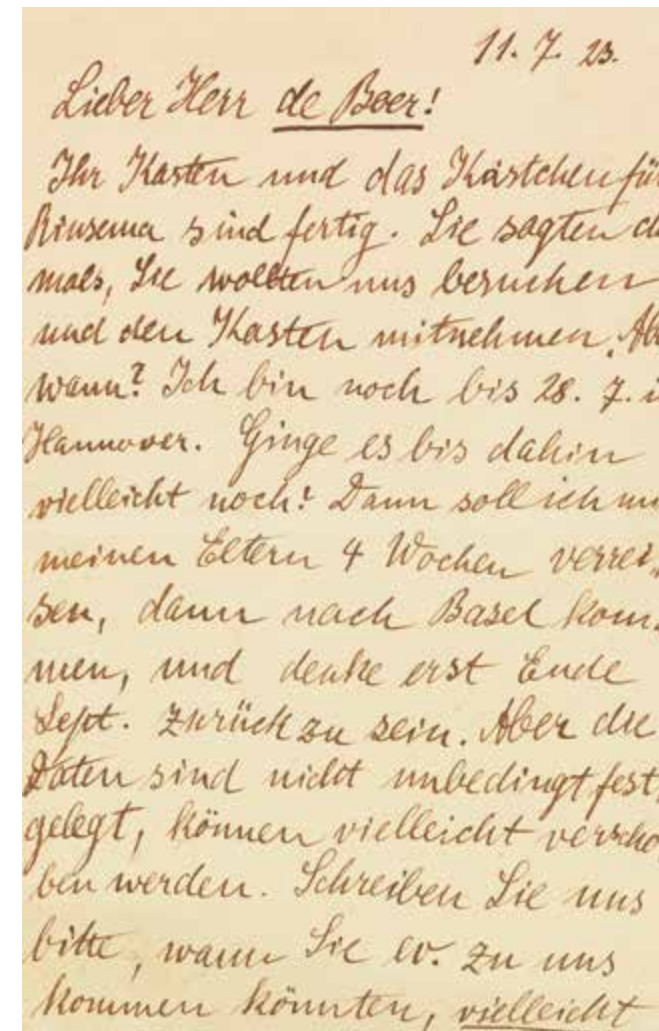 11. 7. 23.
Lieber Herr de Boer!
Ihr Kasten und das Kästchen für
Rinsema sind fertig. Sie sagten da
mals, Sie wollten uns besuchen
und den Kasten mitnehmen. Abe
wann? Ich bin noch bis 28. 7. i
Hannover. Ginge es bis dahin
vielleicht noch? Dann soll ich mi
meinen Eltern 4 Wochen verrei„
sen, dann nach Basel kom„
men, und denke erst Ende
Sept. zurück zu sein. Aber die
Daten sind nicht unbedingt fest„
gelegt, können vielleicht verscho
ben werden. Schreiben Sie uns
bitte, wann Sie ev. zu uns
kommen könnten, vielleicht